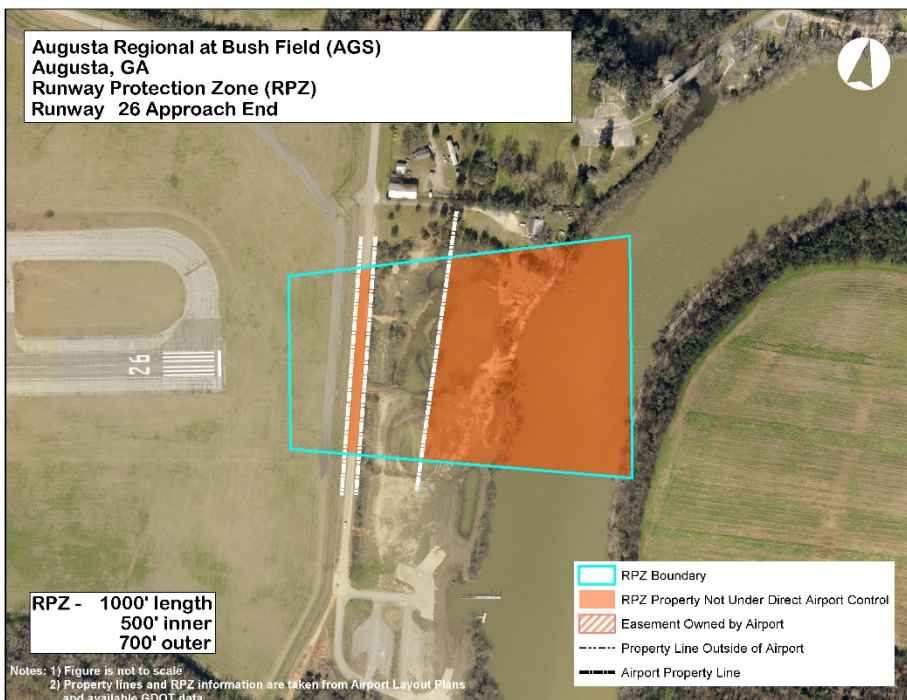 Augusta Regional at Bush Field (AGS)
Augusta, GA
Runway Protection Zone (RPZ)
Runway 26 Approach End
26
RPZ - 1000' length
500' inner
700' outer
Notes: 1) Figure is not to scale
2) Property lines and RPZ information are taken from Airport Layout Plans
and available GDOT data
RPZ Boundary
RPZ Property Not Under Direct Airport Control
Easement Owned by Airport
Property Line Outside of Airport
Airport Property Line